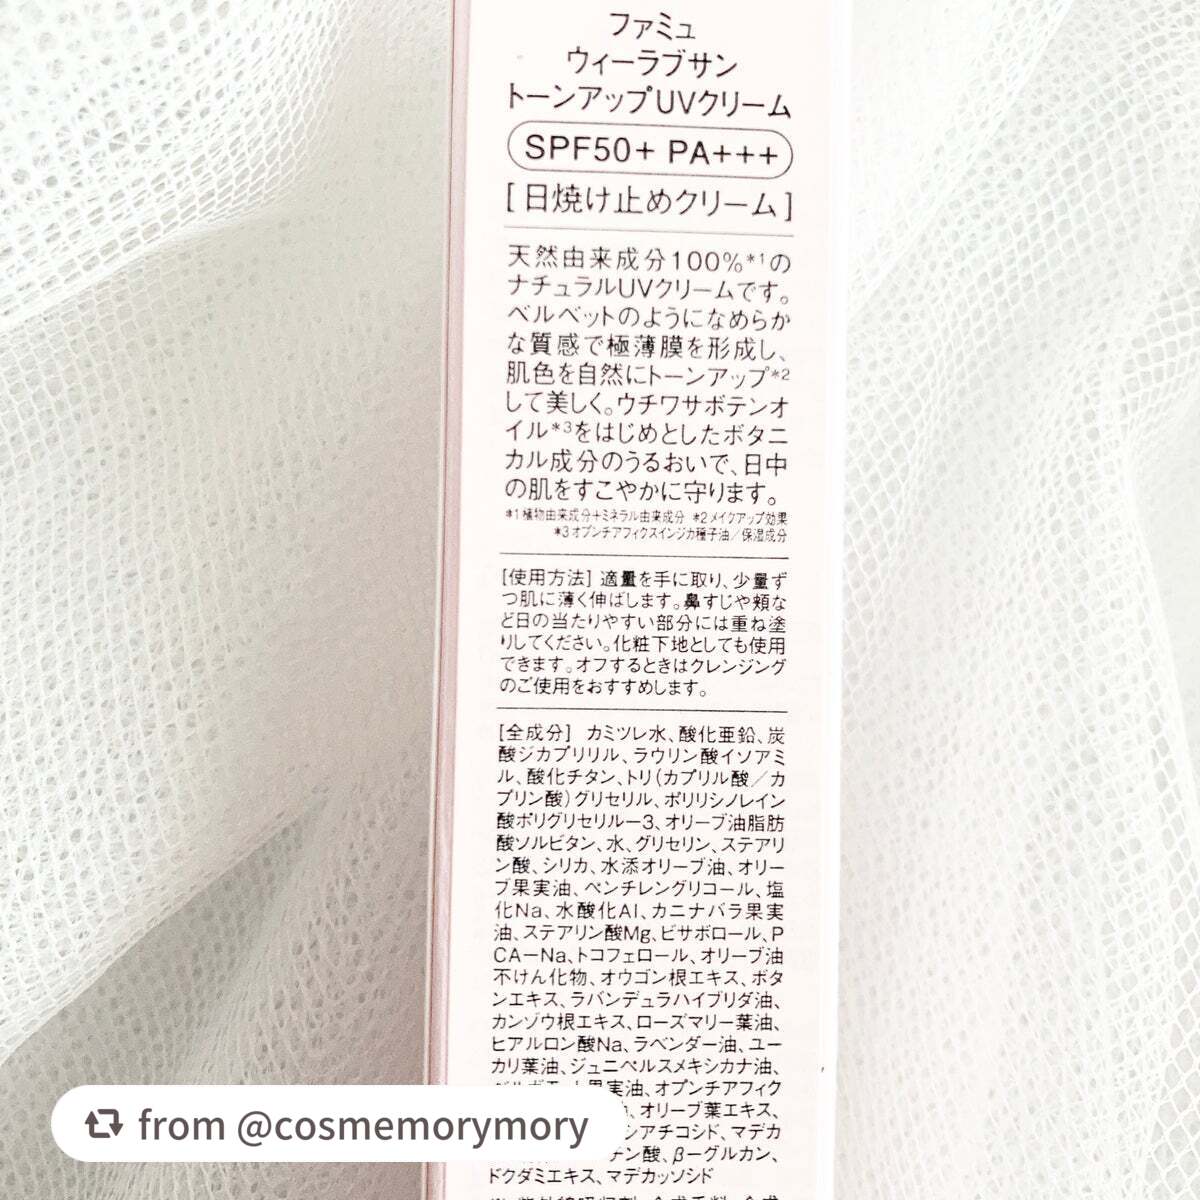 ファミュ
ウィーラブサン
トーンアップUVクリーム
SPF50+ PA+++
[日焼け止めクリーム]
天然由来成分100%*1の
ナチュラルUVクリームです。
ベルベットのようになめらか
な質感で極薄膜を形成し、
肌色を自然にトーンアップ*2
して美しく。ウチワサボテンオ
イル*3をはじめとしたボタニ
カル成分のうるおいで、日中
の肌をすこやかに守ります。
*1植物由来成分+ミネラル由来成分 *2メイクアップ効果
*3オプンチアフィクスインジカ種子油/保湿成分
[使用方法] 適量を手に取り、少量ず
つ肌に薄く伸ばします。鼻すじや頬な
ど日の当たりやすい部分には重ね塗
りしてください。化粧下地としても使用
できます。オフするときはクレンジング
のご使用をおすすめします。
[全成分] カミツレ水、酸化亜鉛、炭
酸ジカプリリル、ラウリン酸イソアミ
ル、酸化チタン、トリ(カプリル酸/カ
プリン酸)グリセリル、ポリリシノレイン
酸ポリグリセリル-3、オリーブ油脂肪
酸ソルビタン、水、グリセリン、ステアリ
ン酸、シリカ、水添オリーブ油、オリー
ブ果実油、ペンチレングリコール、塩
化Na、水酸化Al、カニナバラ果実
油、ステアリン酸Mg、ビサボロール、P
CA-Na、トコフェロール、オリーブ油
不けん化物、オウゴン根エキス、ボタ
ンエキス、ラバンデュラハイブリダ油、
カンゾウ根エキス、ローズマリー葉油、
ヒアルロン酸Na、ラベンダー油、ユー
カリ葉油、ジュニペルスメキシカナ油、
果実油、オプンチアフィク
、オリーブ葉エキス、
シアチコシド、マデカ
チン酸、β-グルカン、
ドクダミエキス、マデカッソシド
from @cosmemorymory